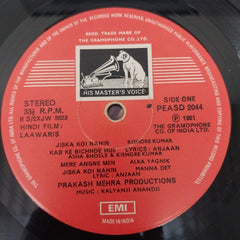 REG. TRADE MARK OF
THE GRAMOPHONE CO.LTD.
HIS MASTER'S VOICE
STEREO
33⅓ R.P.M.
HINDI FILM:
LAAWARIS
SIDE ONE
PEASD 2044
℗ 1981
THE GRAMOPHONE
CO.OF INDIA LTD.
JISKA KOI NAHIN KISHORE KUMAR
KAB KE BICHHDE HUE LYRICS: ANJAAN
ASHA BHOSLE & KISHORE KUMAR
MERE ANGNE MEN ALKA YAGNIK
JISKA KOI NAHIN MANNA DEY
LYRIC: ANJAAN
PRAKASH MEHRA PRODUCTIONS
MUSIC: KALYANJI ANANDJI
EMI
MADE IN INDIA